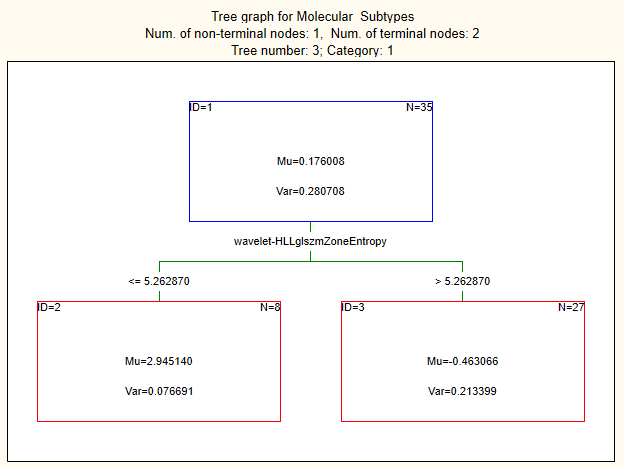 Tree graph for Molecular  Subtypes
Num. of non-terminal nodes: 1,  Num. of terminal nodes: 2
Tree number: 3; Category: 1
ID=1 N=35
Mu=0.176008
Var=0.280708
wavelet-HLLglszmZoneEntropy
<= 5.262870 > 5.262870
ID=2 N=8 ID=3 N=27
Mu=2.945140 Mu=-0.463066
Var=0.076691 Var=0.213399